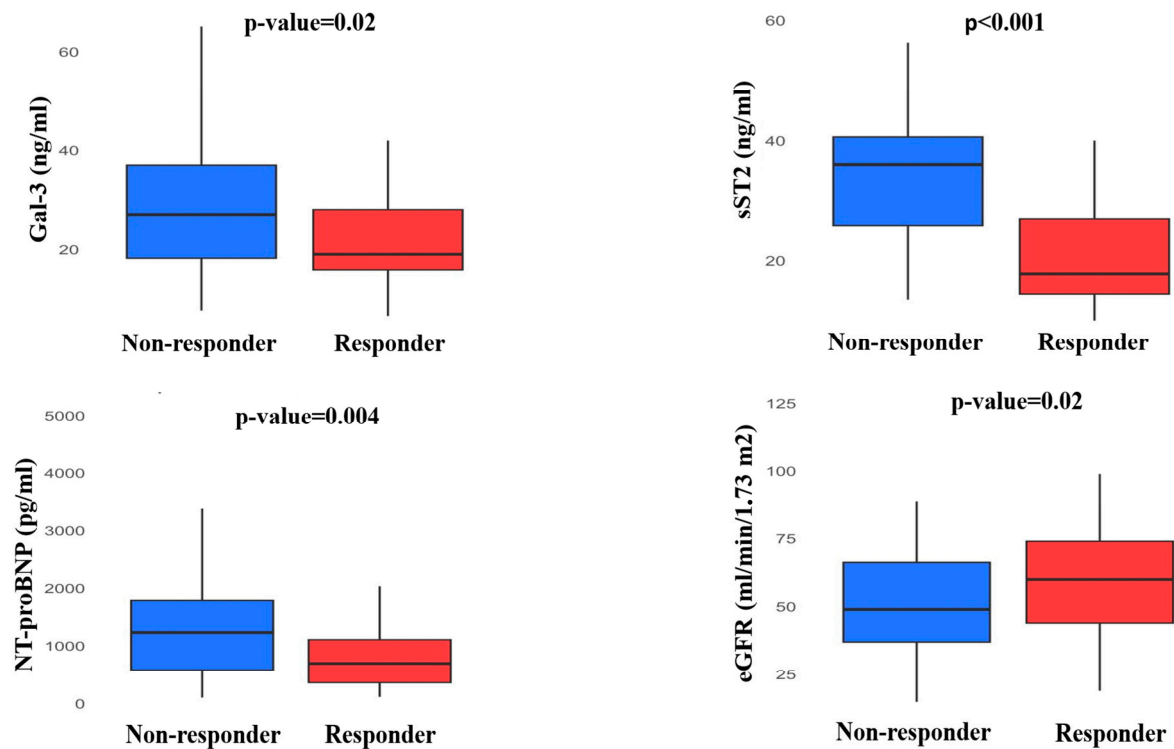 p-value=0.02
Gal-3 (ng/ml)
60
40
20
Non-responder Responder
p<0.001
sST2 (ng/ml)
60
40
20
Non-responder Responder
p-value=0.004
NT-proBNP (pg/ml)
5000
4000
3000
2000
1000
0
Non-responder Responder
p-value=0.02
eGFR (ml/min/1.73 m2)
125
100
75
50
25
Non-responder Responder